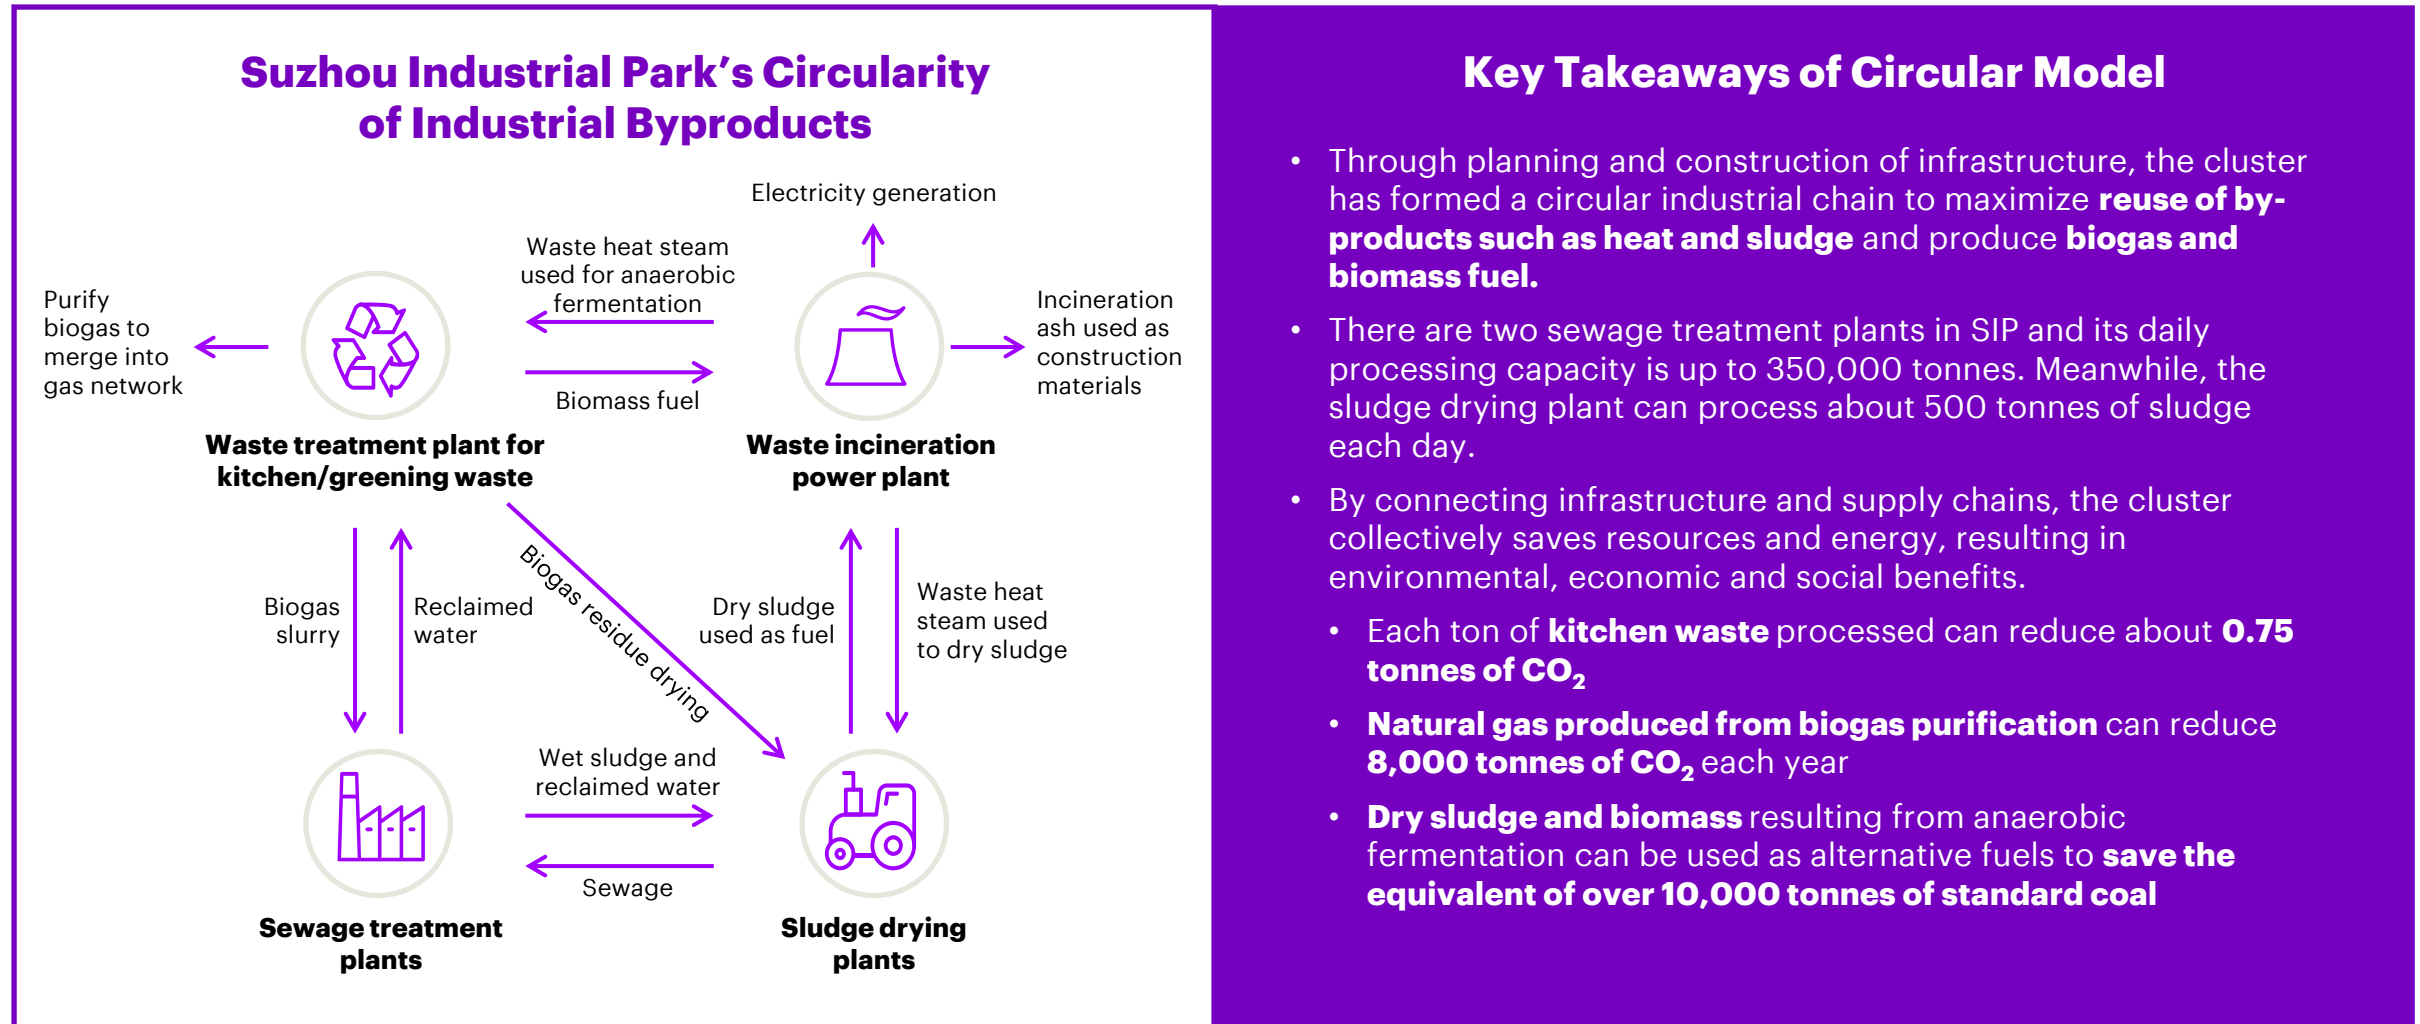 Suzhou Industrial Park’s Circularity
of Industrial Byproducts
Electricity generation
Waste heat steam
used for anaerobic
fermentation
Purify
biogas to
merge into
gas network
Incineration
ash used as
construction
materials
Biomass fuel
Waste treatment plant for
kitchen/greening waste
Waste incineration
power plant
Biogas
slurry
Reclaimed
water
Biogas residue drying
Dry sludge
used as fuel
Waste heat
steam used
to dry sludge
Wet sludge and
reclaimed water
Sewage
Sewage treatment
plants
Sludge drying
plants
Key Takeaways of Circular Model
• Through planning and construction of infrastructure, the cluster
has formed a circular industrial chain to maximize reuse of by-
products such as heat and sludge and produce biogas and
biomass fuel.
• There are two sewage treatment plants in SIP and its daily
processing capacity is up to 350,000 tonnes. Meanwhile, the
sludge drying plant can process about 500 tonnes of sludge
each day.
• By connecting infrastructure and supply chains, the cluster
collectively saves resources and energy, resulting in
environmental, economic and social benefits.
• Each ton of kitchen waste processed can reduce about 0.75
tonnes of CO₂
• Natural gas produced from biogas purification can reduce
8,000 tonnes of CO₂ each year
• Dry sludge and biomass resulting from anaerobic
fermentation can be used as alternative fuels to save the
equivalent of over 10,000 tonnes of standard coal